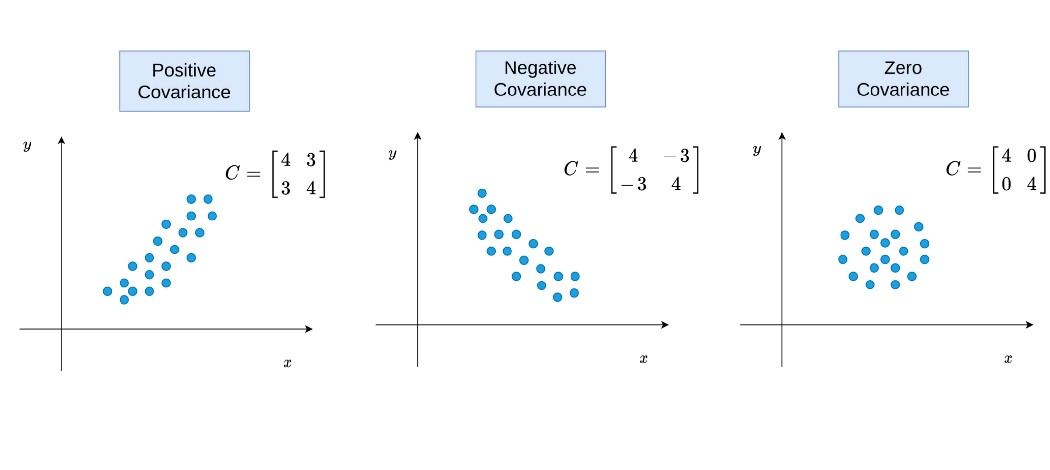 Positive
Covariance
y
C = [4 3
3 4]
x
Negative
Covariance
y
C = [4 −3
−3 4]
x
Zero
Covariance
y
C = [4 0
0 4]
x